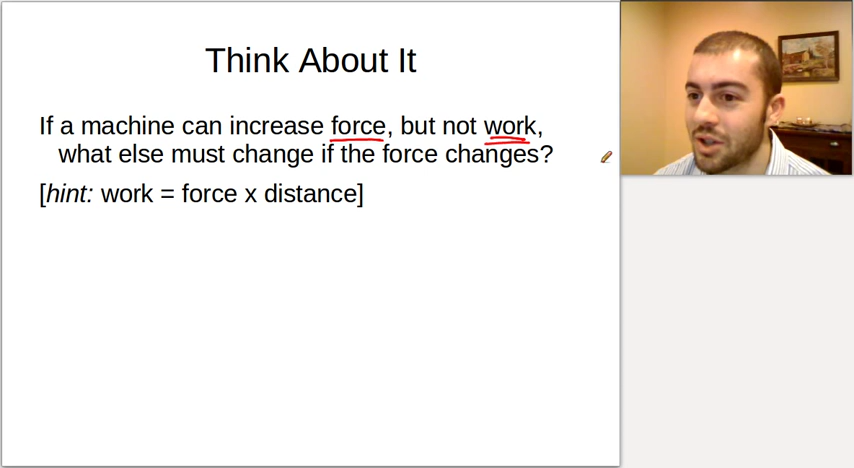 Think About It
If a machine can increase force, but not work,
what else must change if the force changes?
[hint: work = force x distance]